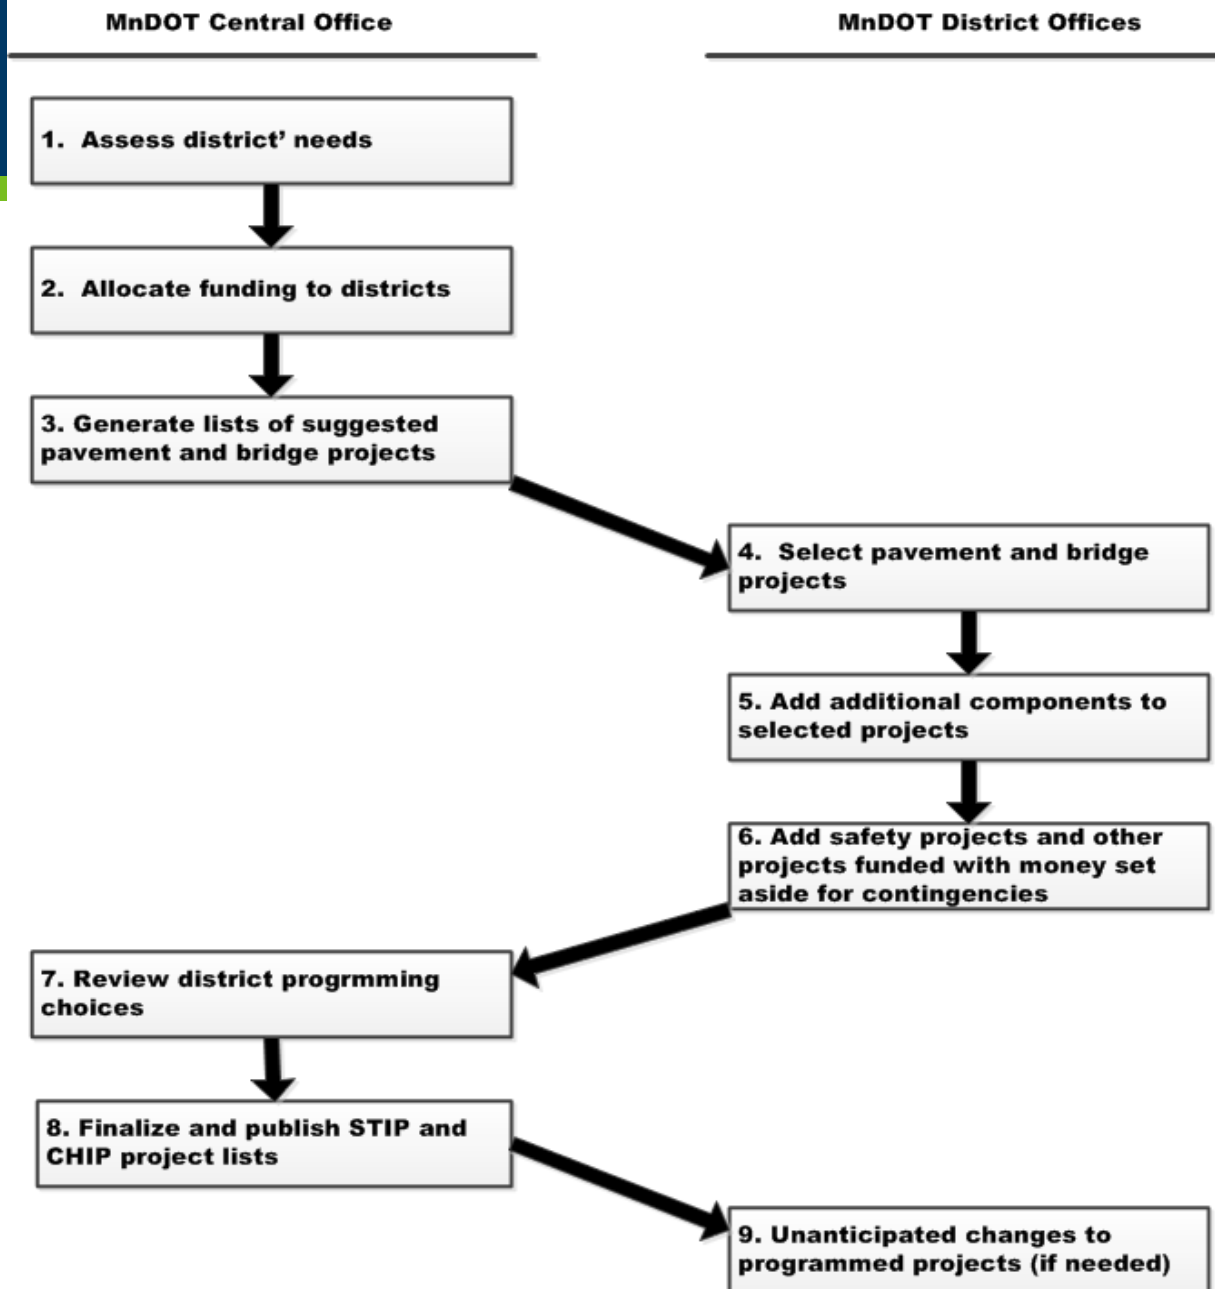 MnDOT Central Office
MnDOT District Offices
1.  Assess district’ needs
2.  Allocate funding to districts
3. Generate lists of suggested
pavement and bridge projects
4.  Select pavement and bridge
projects
5. Add additional components to
selected projects
6. Add safety projects and other
projects funded with money set
aside for contingencies
7. Review district progrmming
choices
8. Finalize and publish STIP and
CHIP project lists
9. Unanticipated changes to
programmed projects (if needed)